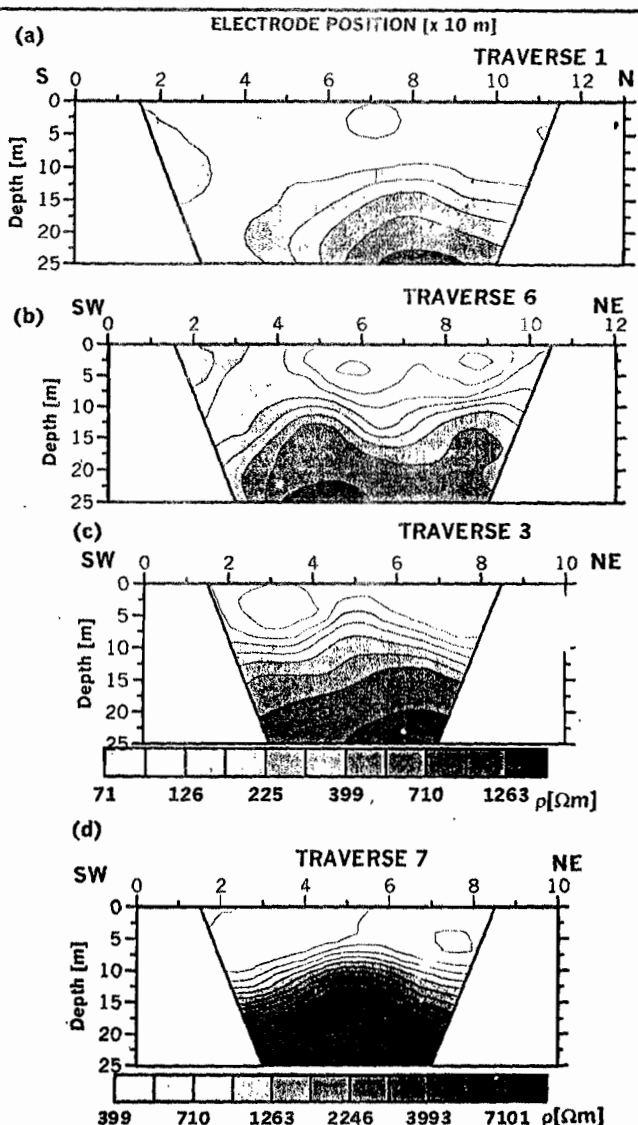 ELECTRODE POSITION [x 10 m]
(a)
TRAVERSE 1
S 0 2 4 6 8 10 N 12 13
0
5
10
15
20
25
Depth [m]
(b)
TRAVERSE 6
SW
NE
0 2 4 6 8 10 12
0
5
10
15
20
25
Depth [m]
(c)
TRAVERSE 3
SW 0 2 4 6 8 10 NE
0
5
10
15
20
25
Depth [m]
71 126 225 399 710 1263 ρ[Ωm]
(d)
TRAVERSE 7
SW
NE
0 2 4 6 8 10
0
5
10
15
20
25
Depth [m]
399 710 1263 2246 3993 7101 ρ[Ωm]